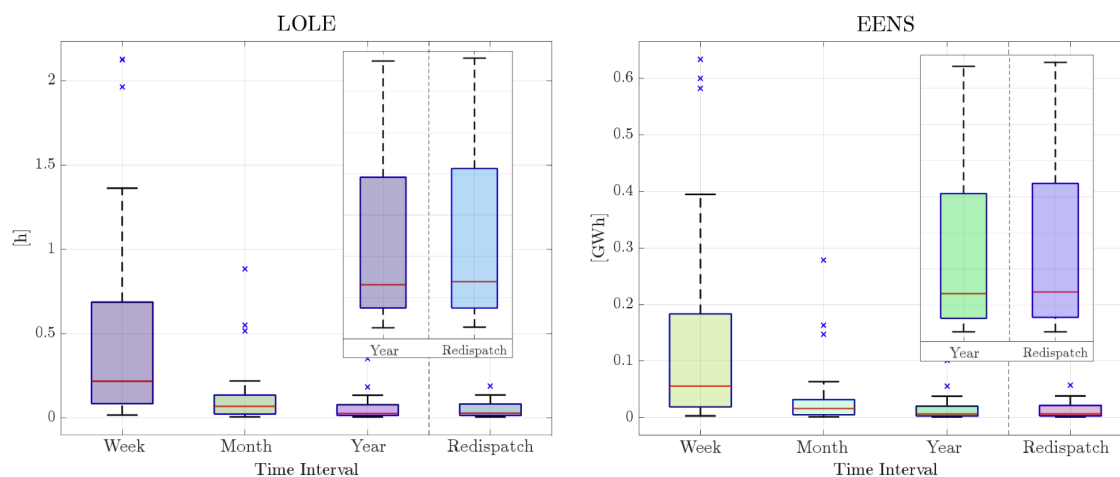 LOLE
2
1.5
1
0.5
0
[h]
Year
Redispatch
Week
Month
Year
Redispatch
Time Interval
EENS
0.6
0.5
0.4
0.3
0.2
0.1
0
[GWh]
Year
Redispatch
Week
Month
Year
Redispatch
Time Interval